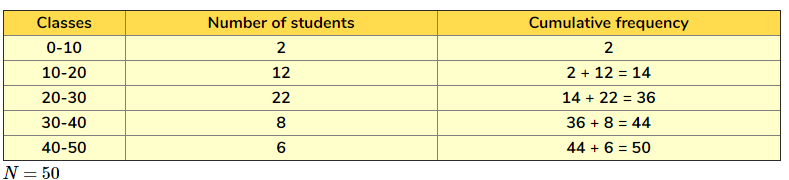 Classes Number of students Cumulative frequency
0-10 2 2
10-20 12 2 + 12 = 14
20-30 22 14 + 22 = 36
30-40 8 36 + 8 = 44
40-50 6 44 + 6 = 50
N = 50